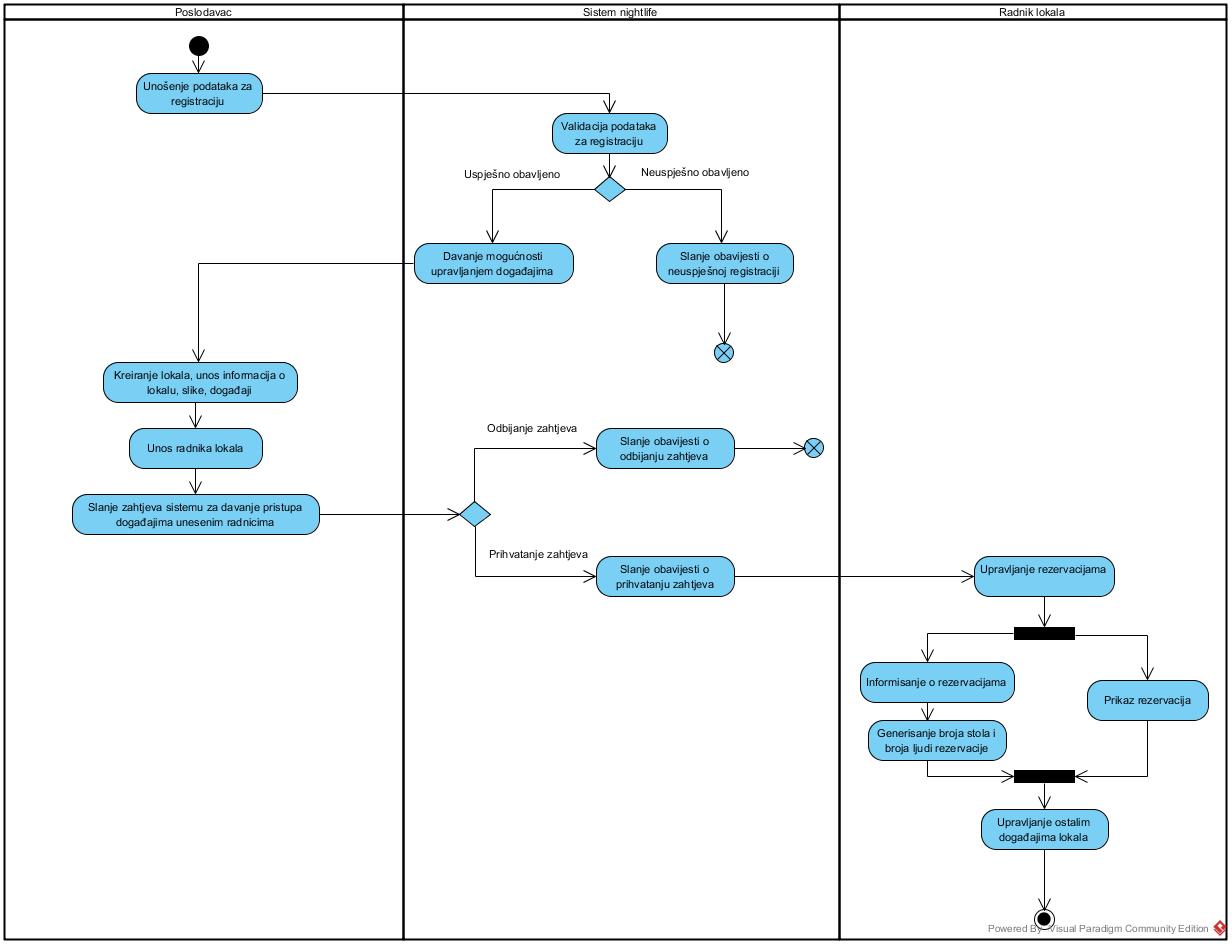 Poslodavac
Sistem nightlife
Radnik lokala
Unošenje podataka za
registraciju
Validacija podataka
za registraciju
Uspješno obavljeno
Neuspješno obavljeno
Davanje mogućnosti
upravljanjem događajima
Slanje obavijesti o
neuspješnoj registraciji
Kreiranje lokala, unos informacija o
lokalu, slike, događaji
Unos radnika lokala
Slanje zahtjeva sistemu za davanje pristupa
događajima unesenim radnicima
Odbijanje zahtjeva
Slanje obavijesti o
odbijanju zahtjeva
Prihvatanje zahtjeva
Slanje obavijesti o
prihvatanju zahtjeva
Upravljanje rezervacijama
Informisanje o rezervacijama
Prikaz rezervacija
Generisanje broja stola i
broja ljudi rezervacije
Upravljanje ostalim
događajima lokala
Powered By Visual Paradigm Community Edition